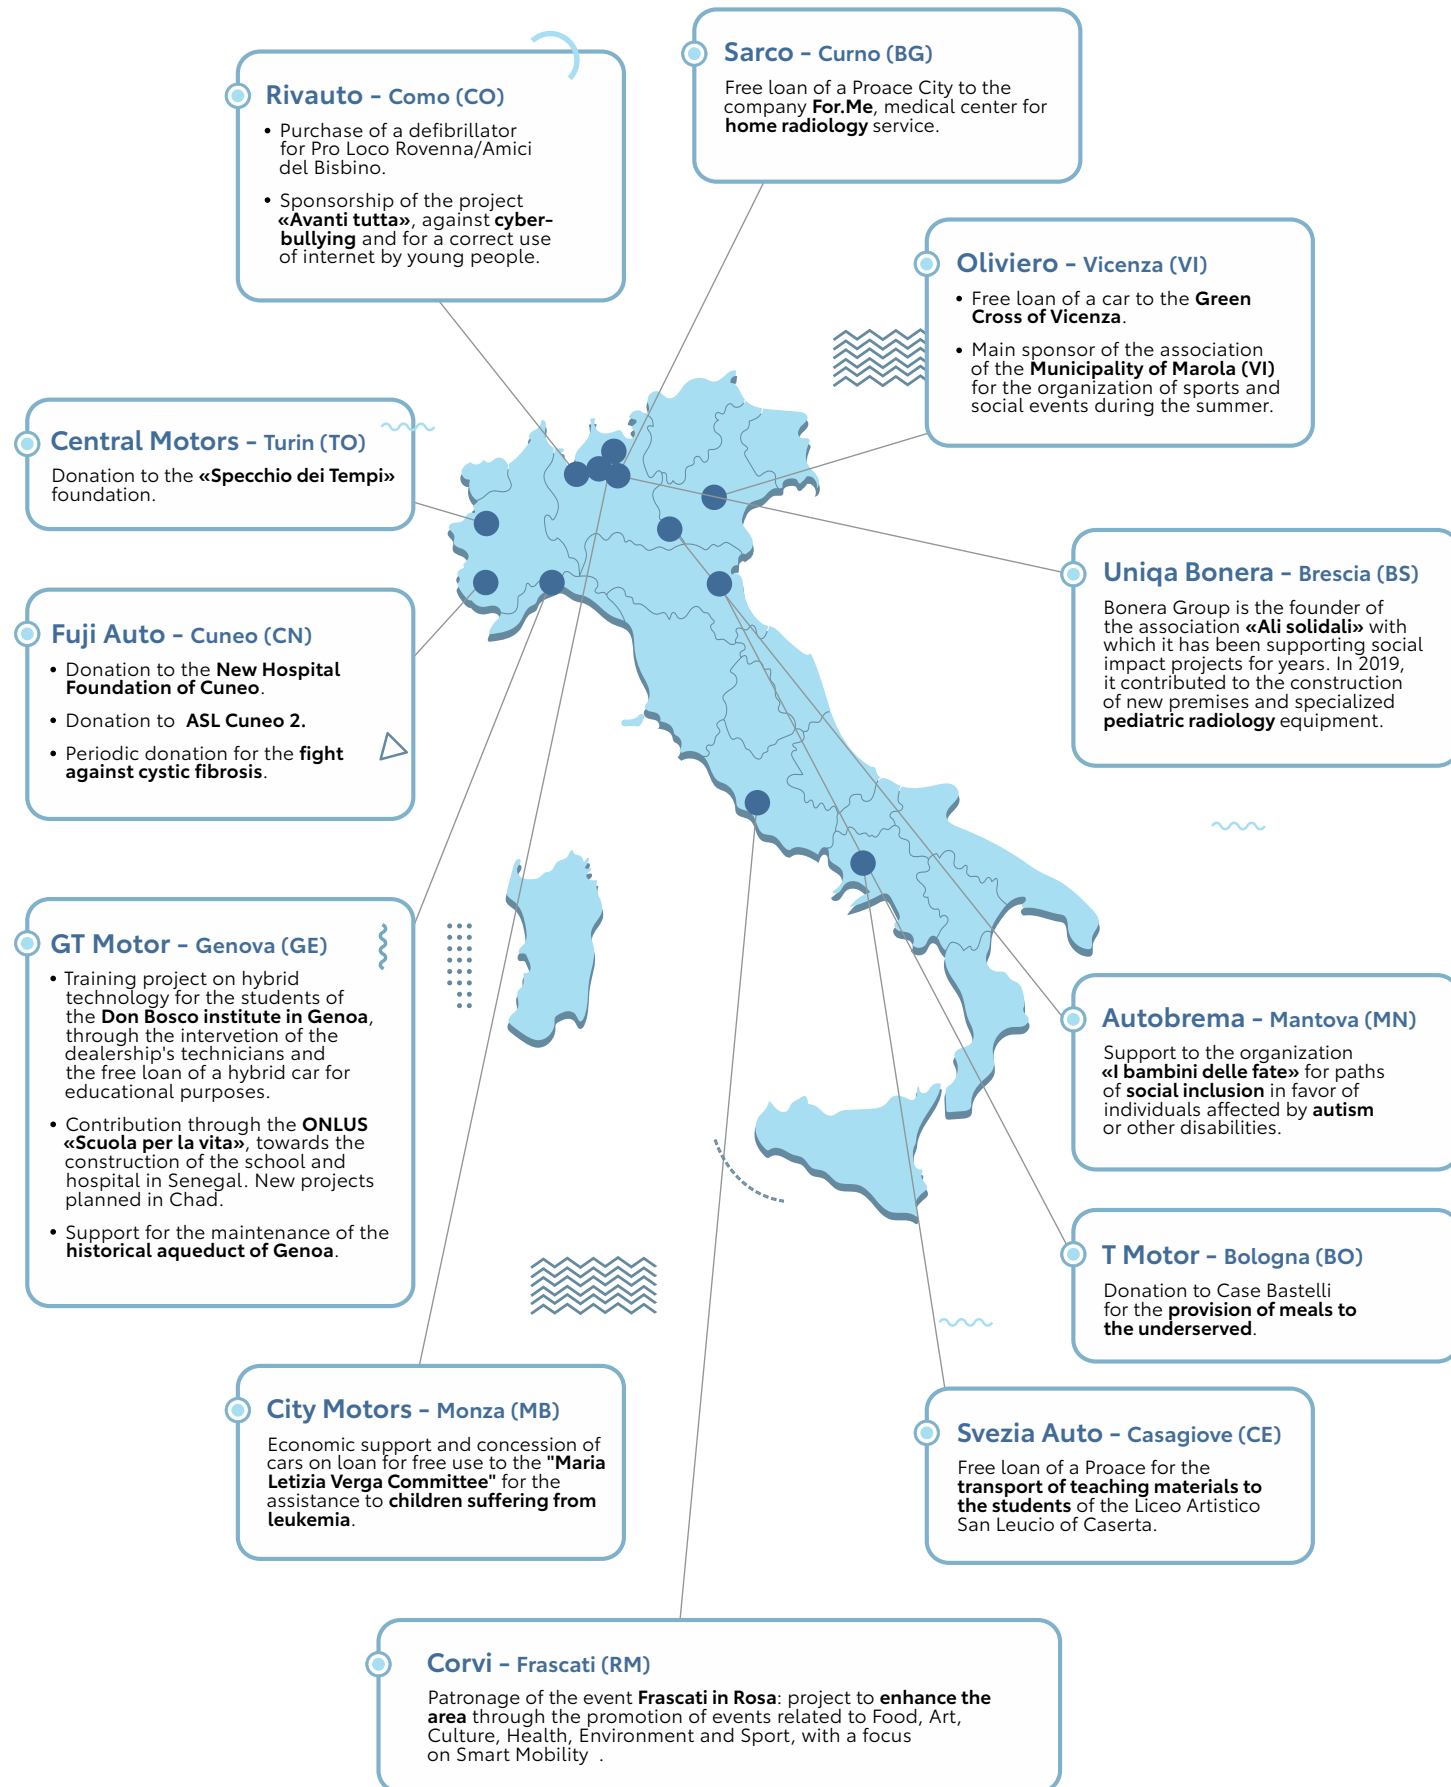 Rivauto - Como (CO)
• Purchase of a defibrillator
for Pro Loco Rovenna/Amici
del Bisbino.
• Sponsorship of the project
«Avanti tutta», against cyber-
bullying and for a correct use
of internet by young people.
Sarco - Curno (BG)
Free loan of a Proace City to the
company For.Me, medical center for
home radiology service.
Oliviero - Vicenza (VI)
• Free loan of a car to the Green
Cross of Vicenza.
• Main sponsor of the association
of the Municipality of Marola (VI)
for the organization of sports and
social events during the summer.
Central Motors - Turin (TO)
Donation to the «Specchio dei Tempi»
foundation.
Uniqa Bonera - Brescia (BS)
Bonera Group is the founder of
the association «Ali solidali» with
which it has been supporting social
impact projects for years. In 2019,
it contributed to the construction
of new premises and specialized
pediatric radiology equipment.
Fuji Auto - Cuneo (CN)
• Donation to the New Hospital
Foundation of Cuneo.
• Donation to ASL Cuneo 2.
• Periodic donation for the fight
against cystic fibrosis.
GT Motor - Genova (GE)
• Training project on hybrid
technology for the students of
the Don Bosco institute in Genoa,
through the intervetion of the
dealership's technicians and
the free loan of a hybrid car for
educational purposes.
• Contribution through the ONLUS
«Scuola per la vita», towards the
construction of the school and
hospital in Senegal. New projects
planned in Chad.
• Support for the maintenance of the
historical aqueduct of Genoa.
Autobrema - Mantova (MN)
Support to the organization
«I bambini delle fate» for paths
of social inclusion in favor of
individuals affected by autism
or other disabilities.
T Motor - Bologna (BO)
Donation to Case Bastelli
for the provision of meals to
the underserved.
City Motors - Monza (MB)
Economic support and concession of
cars on loan for free use to the "Maria
Letizia Verga Committee" for the
assistance to children suffering from
leukemia.
Svezia Auto - Casagiove (CE)
Free loan of a Proace for the
transport of teaching materials to
the students of the Liceo Artistico
San Leucio of Caserta.
Corvi - Frascati (RM)
Patronage of the event Frascati in Rosa: project to enhance the
area through the promotion of events related to Food, Art,
Culture, Health, Environment and Sport, with a focus
on Smart Mobility .